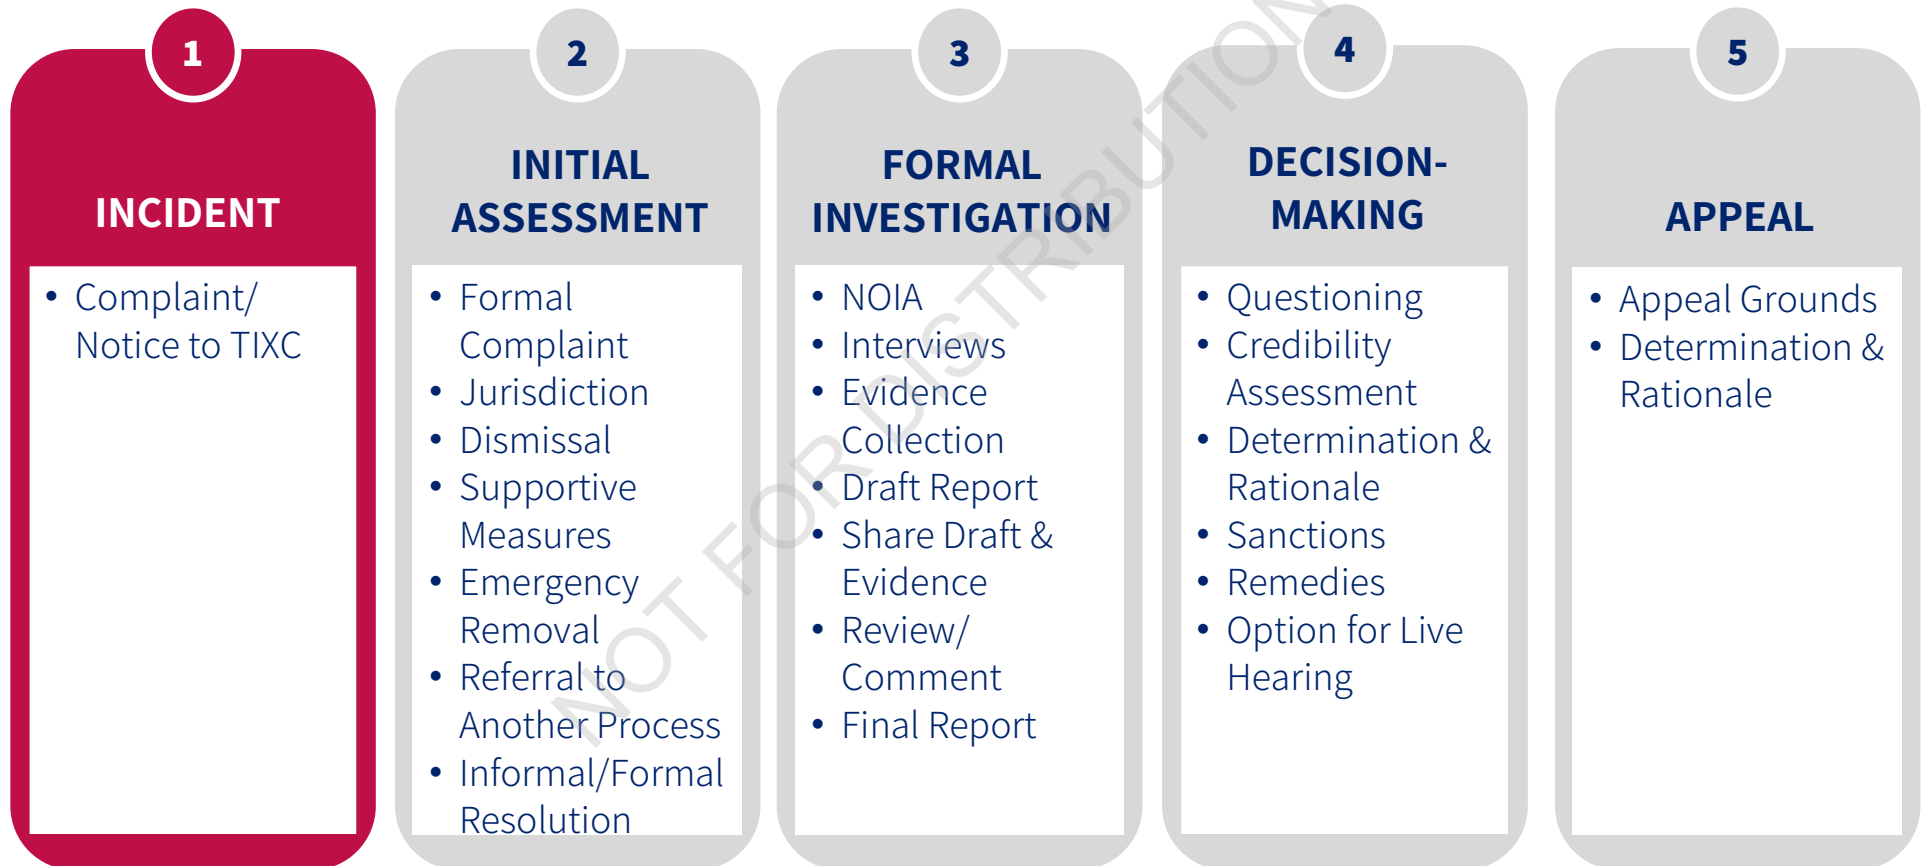 1
INCIDENT
• Complaint/
Notice to TIXC
2
INITIAL
ASSESSMENT
• Formal
Complaint
• Jurisdiction
• Dismissal
• Supportive
Measures
• Emergency
Removal
• Referral to
Another Process
• Informal/Formal
Resolution
3
FORMAL
INVESTIGATION
• NOIA
• Interviews
• Evidence
Collection
• Draft Report
• Share Draft &
Evidence
• Review/
Comment
• Final Report
4
DECISION-
MAKING
• Questioning
• Credibility
Assessment
• Determination &
Rationale
• Sanctions
• Remedies
• Option for Live
Hearing
5
APPEAL
• Appeal Grounds
• Determination &
Rationale
NOT FOR DISTRIBUTION